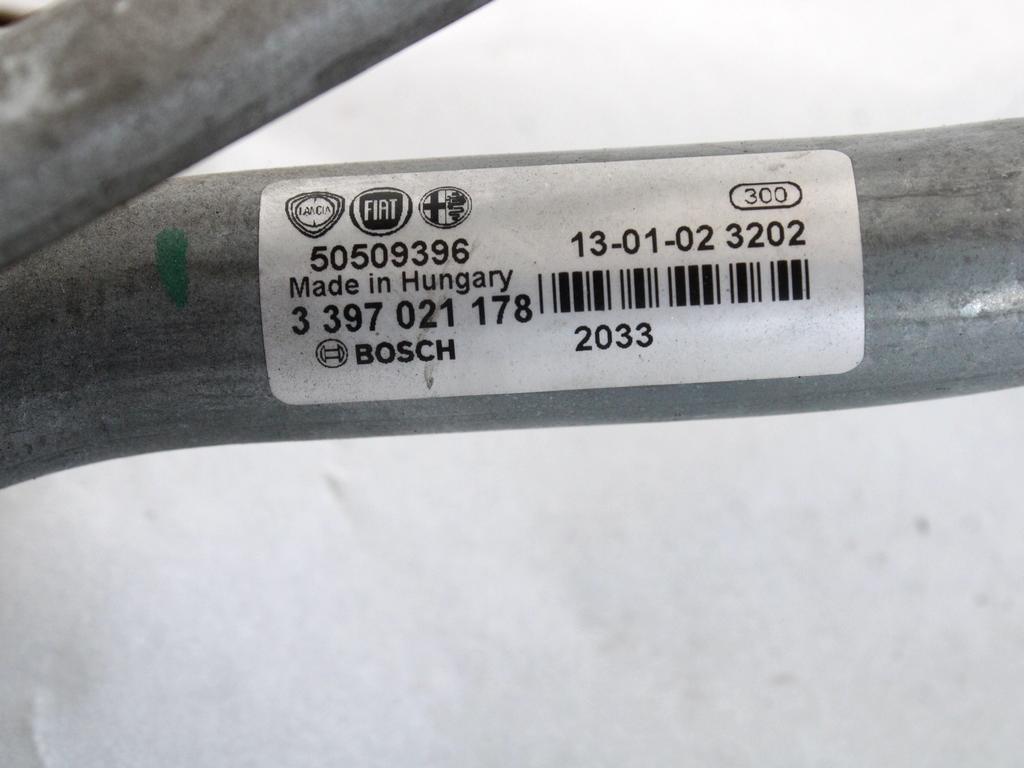 LANCIA FIAT
300
50509396
13-01-02 3202
Made in Hungary
3 397 021 178
2033
BOSCH